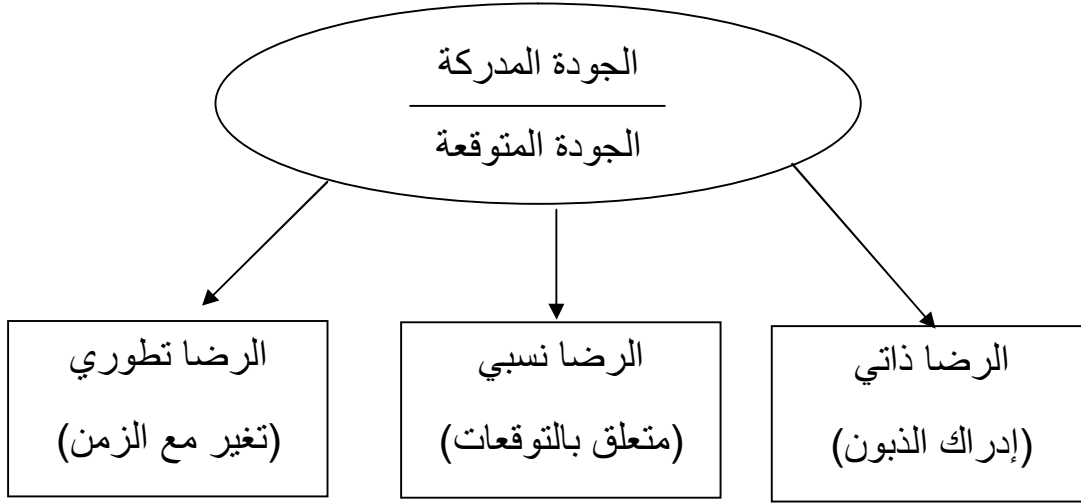 الجودة المدركة
الجودة المتوقعة
الرضا ذاتي
(إدراك الذبون)
الرضا نسبي
(متعلق بالتوقعات)
الرضا تطوري
(تغير مع الزمن)